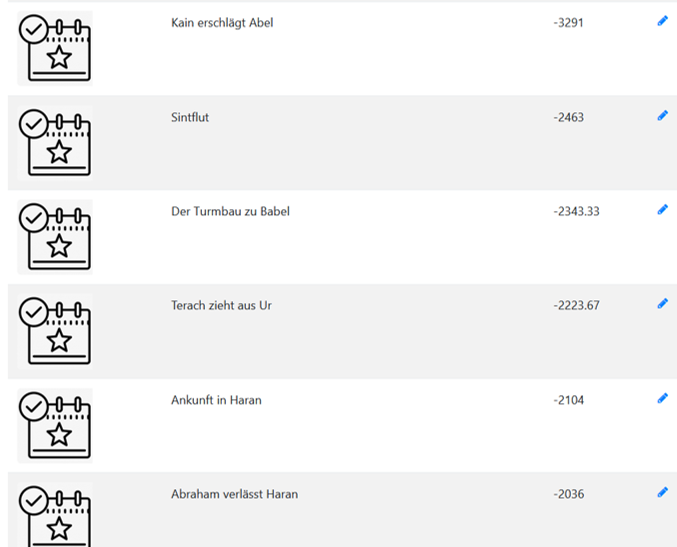 Kain erschlägt Abel -3291
Sintflut -2463
Der Turmbau zu Babel -2343.33
Terach zieht aus Ur -2223.67
Ankunft in Haran -2104
Abraham verlässt Haran -2036